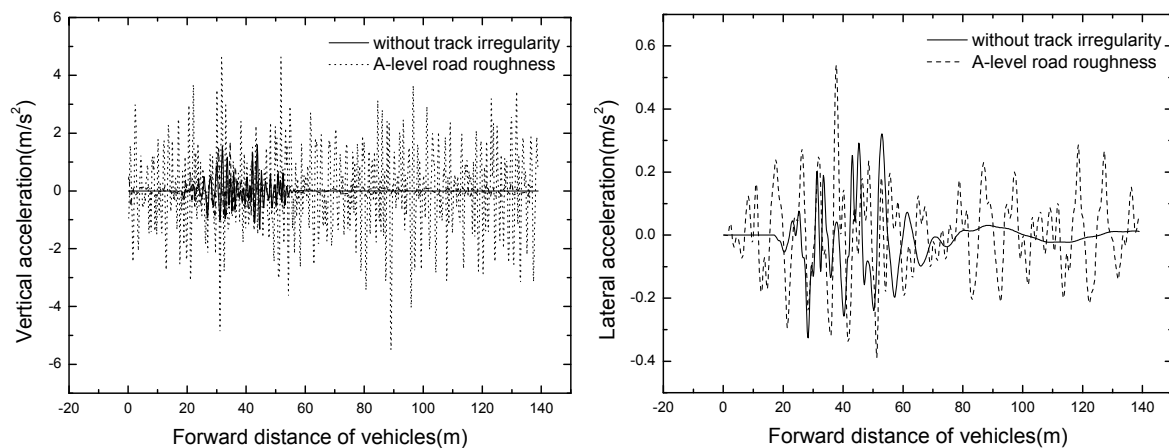 without track irregularity
A-level road roughness
Vertical acceleration(m/s²)
6
4
2
0
-2
-4
-6
-20 0 20 40 60 80 100 120 140
Forward distance of vehicles(m)
without track irregularity
A-level road roughness
Lateral acceleration(m/s²)
0.6
0.4
0.2
0.0
-0.2
-0.4
-20 0 20 40 60 80 100 120 140
Forward distance of vehicles(m)